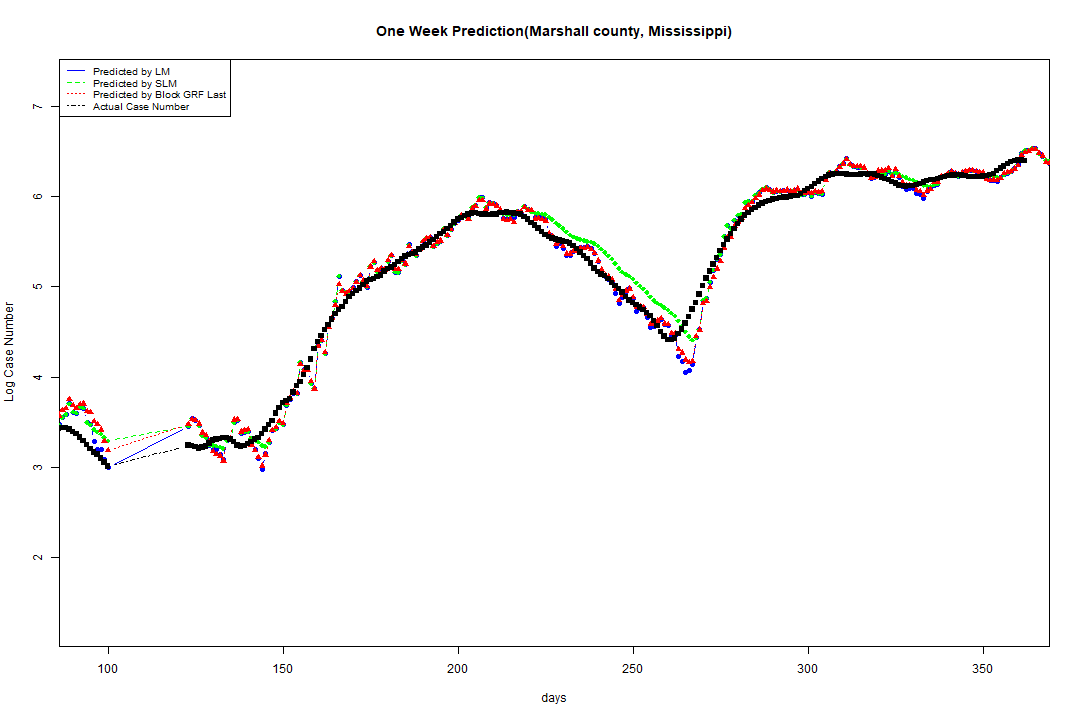 One Week Prediction(Marshall county, Mississippi)
Predicted by LM
Predicted by SLM
Predicted by Block GRF Last
Actual Case Number
7
6
5
4
3
2
Log Case Number
100 150 200 250 300 350
days